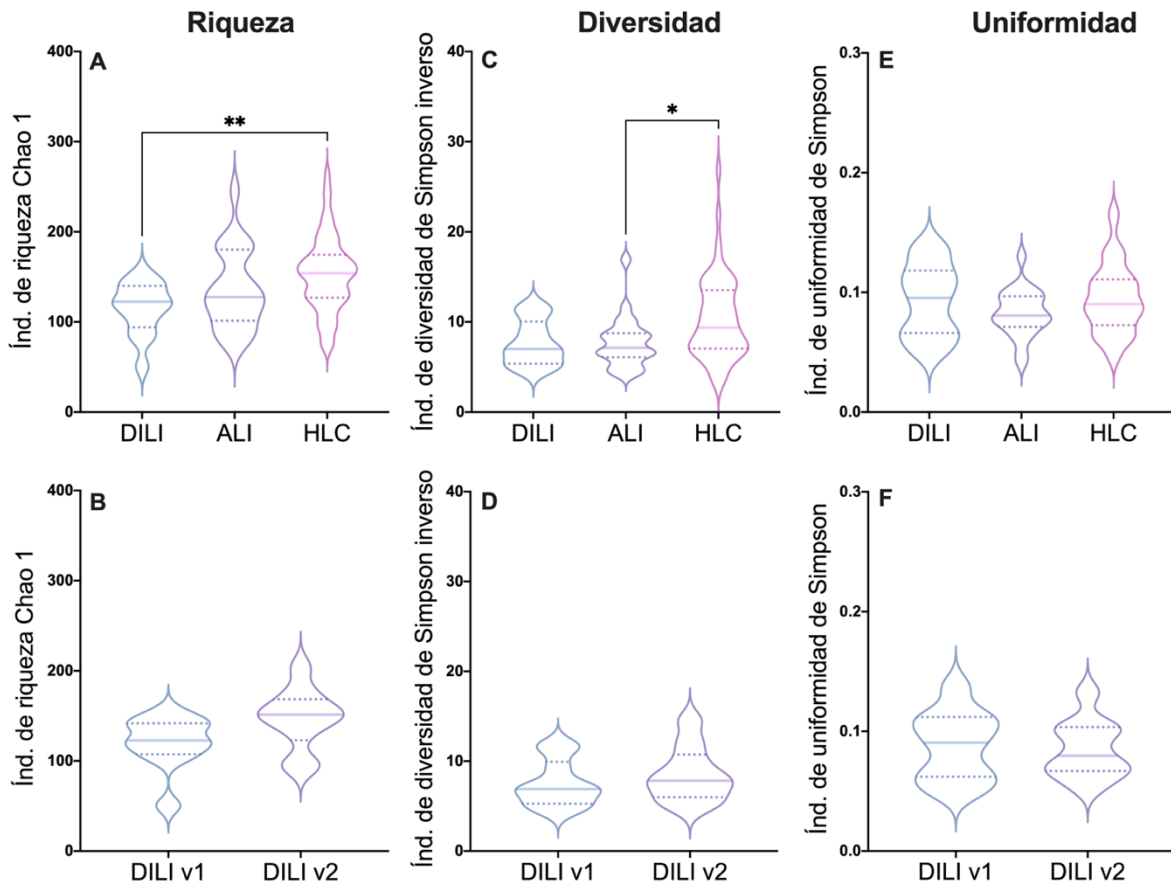 Riqueza
Diversidad
Uniformidad
A
Índ. de riqueza Chao 1
400
300
200
100
0
**
DILI
ALI
HLC
C
Índ. de diversidad de Simpson inverso
40
30
20
10
0
*
DILI
ALI
HLC
E
Índ. de uniformidad de Simpson
0.3
0.2
0.1
0.0
DILI
ALI
HLC
B
Índ. de riqueza Chao 1
400
300
200
100
0
DILI v1
DILI v2
D
Índ. de diversidad de Simpson inverso
40
30
20
10
0
DILI v1
DILI v2
F
Índ. de uniformidad de Simpson
0.3
0.2
0.1
0.0
DILI v1
DILI v2